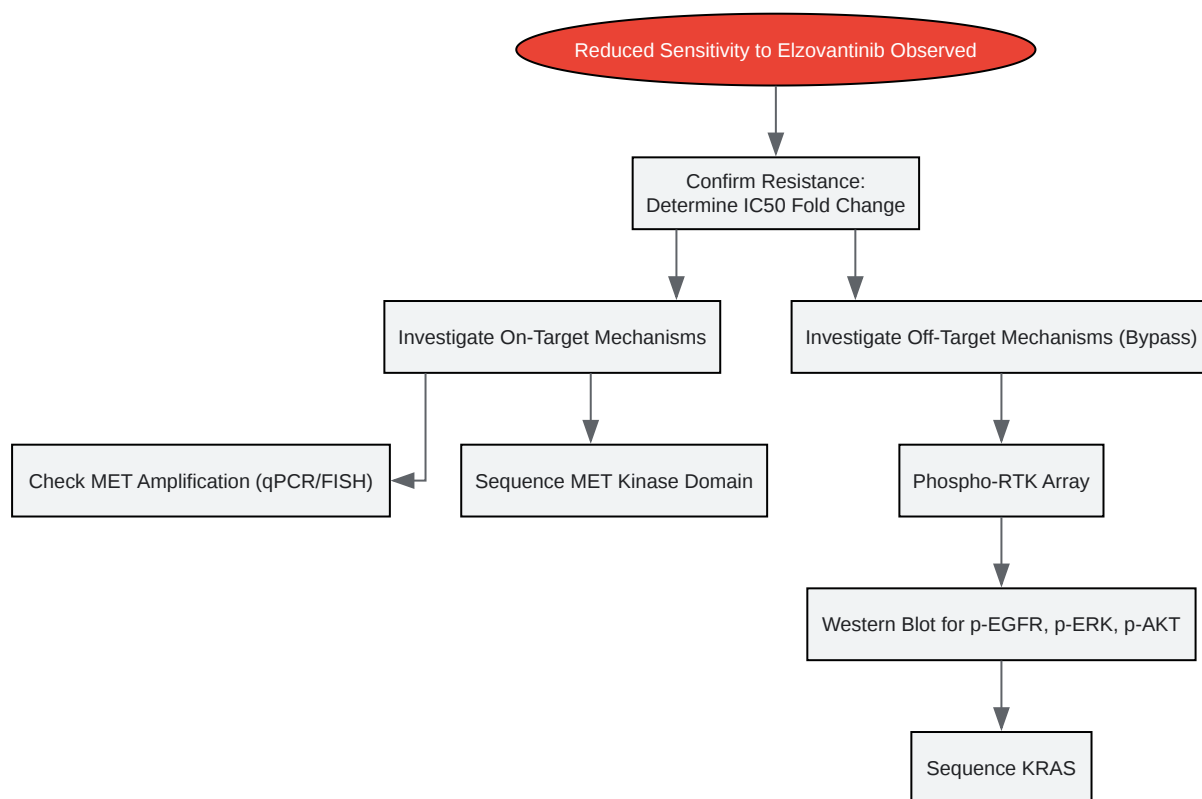 Reduced Sensitivity to Elzovantinib Observed
Confirm Resistance:
Determine IC50 Fold Change
Investigate On-Target Mechanisms
Investigate Off-Target Mechanisms (Bypass)
Check MET Amplification (qPCR/FISH)
Sequence MET Kinase Domain
Phospho-RTK Array
Western Blot for p-EGFR, p-ERK, p-AKT
Sequence KRAS